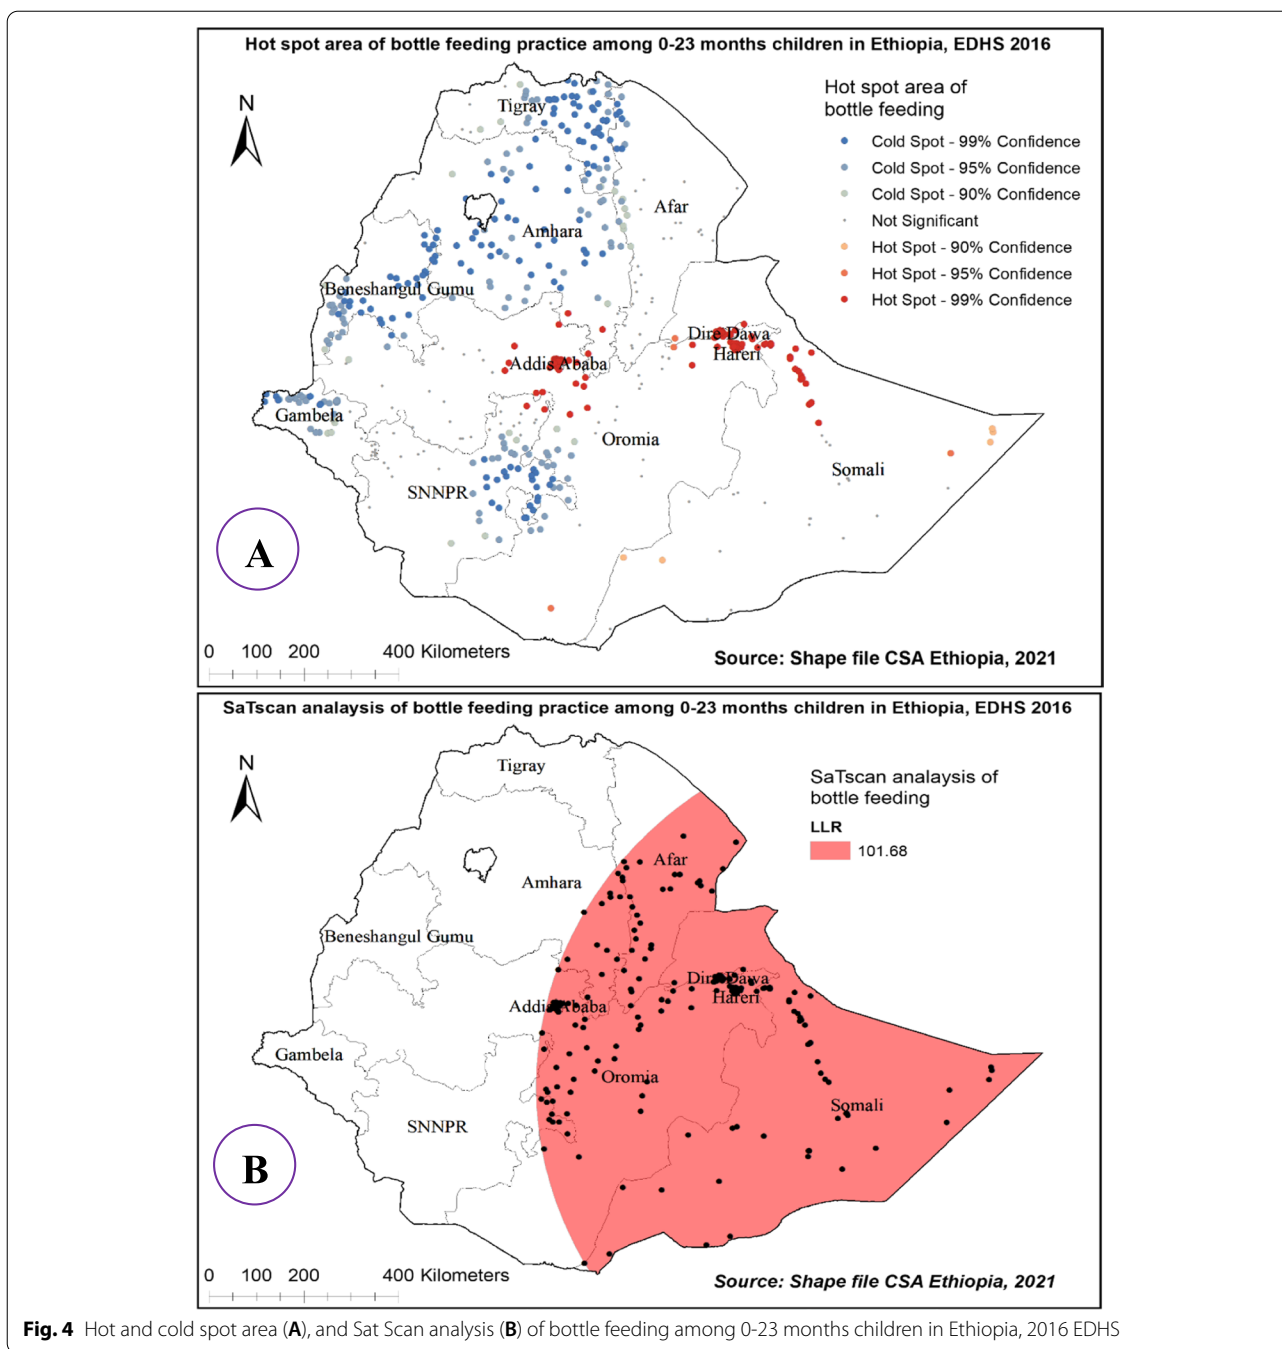 Hot spot area of bottle feeding practice among 0-23 months children in Ethiopia, EDHS 2016
N
Hot spot area of
bottle feeding
Cold Spot - 99% Confidence
Cold Spot - 95% Confidence
Cold Spot - 90% Confidence
Not Significant
Hot Spot - 90% Confidence
Hot Spot - 95% Confidence
Hot Spot - 99% Confidence
Tigray
Afar
Amhara
Beneshangul Gumu
Dire Dawa
Hareri
Addis Ababa
Gambela
Oromia
Somali
SNNPR
A
0 100 200 400 Kilometers
Source: Shape file CSA Ethiopia, 2021
SaTscan analaysis of bottle feeding practice among 0-23 months children in Ethiopia, EDHS 2016
N
SaTscan analaysis of
bottle feeding
LLR
101.68
Tigray
Afar
Amhara
Beneshangul Gumu
Dire Dawa
Hareri
Addis Ababa
Gambela
Oromia
Somali
SNNPR
B
0 100 200 400 Kilometers
Source: Shape file CSA Ethiopia, 2021
Fig. 4 Hot and cold spot area (A), and Sat Scan analysis (B) of bottle feeding among 0-23 months children in Ethiopia, 2016 EDHS